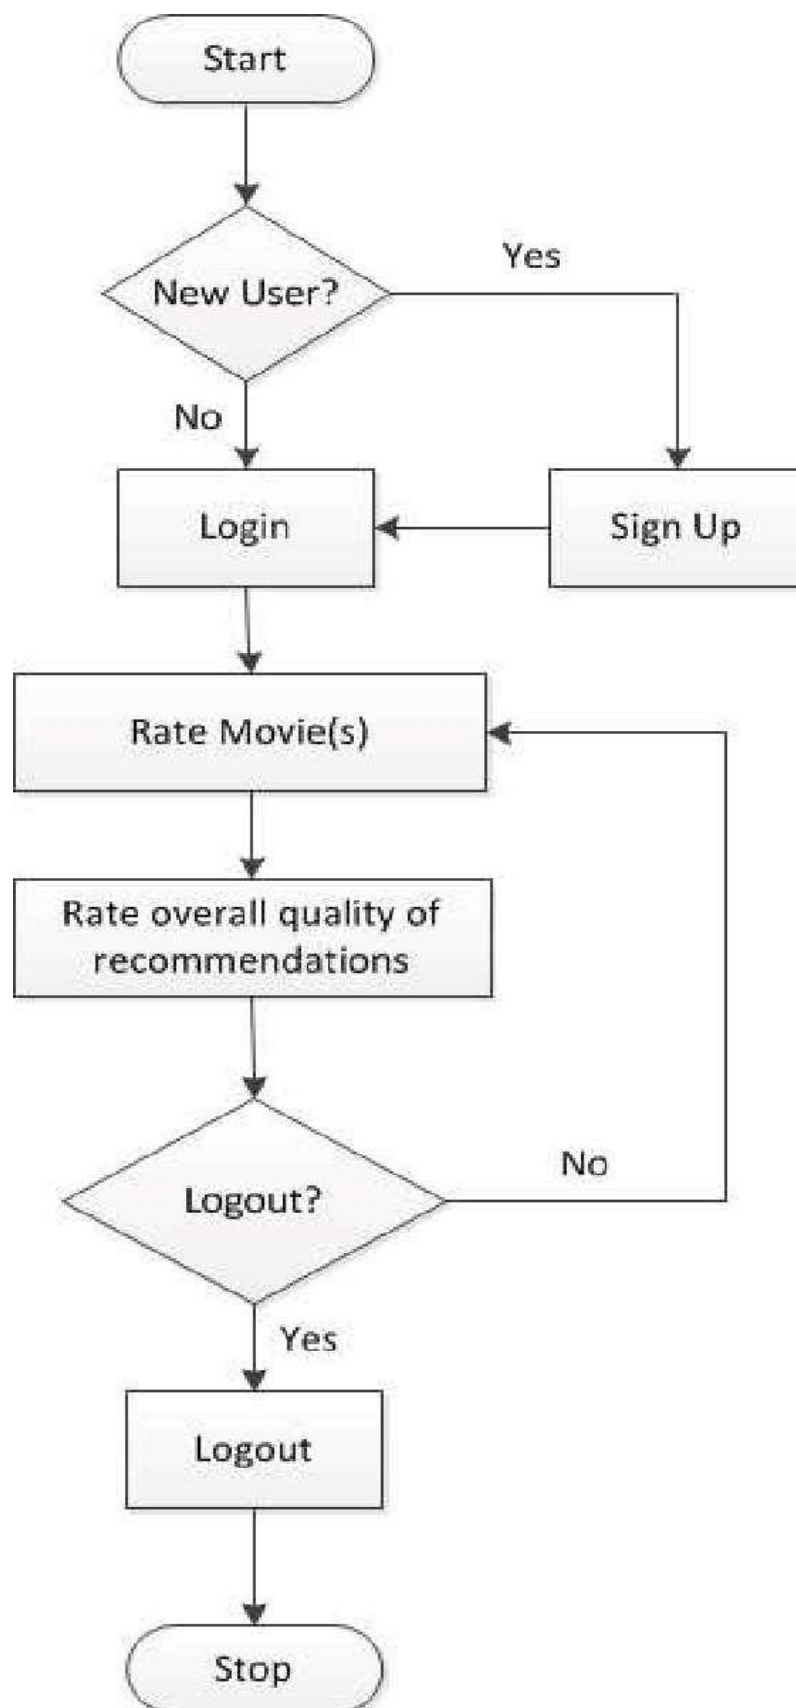 Start
New User?
Yes
No
Login
Sign Up
Rate Movie(s)
Rate overall quality of
recommendations
Logout?
No
Yes
Logout
Stop